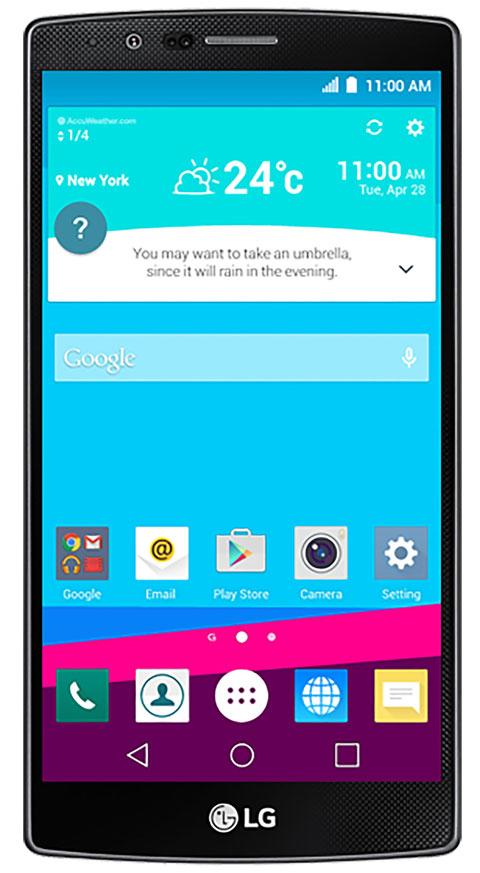 11:00 AM
AccuWeather.com
1/4
New York
24°c
11:00 AM
Tue, Apr 28
?
You may want to take an umbrella,
since it will rain in the evening.
Google
@
Google Email Play Store Camera Setting
G
LG